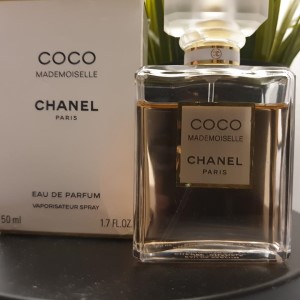 COCO
MADEMOISELLE
CHANEL
PARIS
EAU DE PARFUM
VAPORISATEUR SPRAY
50 ml
1.7 FL.OZ
COCO
MADEMOISELLE
CHANEL
PARIS